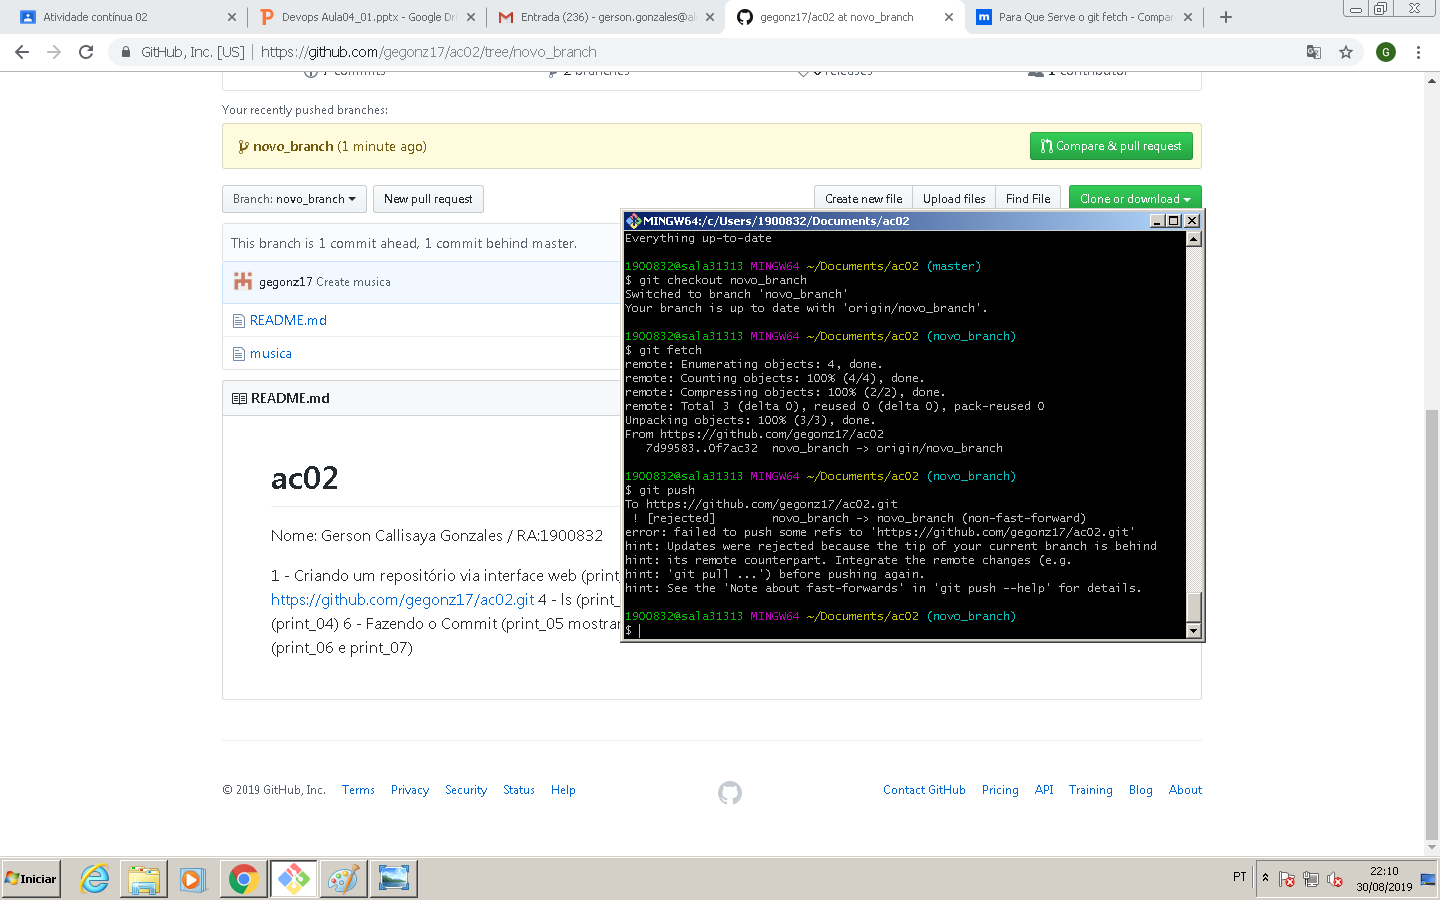 Atividade contínua 02
Devops Aula04_01.pptx - Google Dri
Entrada (236) - gerson.gonzales@al
gegonz17/ac02 at novo_branch
Para Que Serve o git fetch - Compar
GitHub, Inc. [US] | https://github.com/gegonz17/ac02/tree/novo_branch
G
7 commits
2 branches
0 releases
1 contributor
Your recently pushed branches:
novo_branch (1 minute ago)
Compare & pull request
Branch: novo_branch
New pull request
Create new file
Upload files
Find File
Clone or download
This branch is 1 commit ahead, 1 commit behind master.
gegonz17 Create musica
README.md
musica
README.md
ac02
Nome: Gerson Callisaya Gonzales / RA:1900832
1 - Criando um repositório via interface web (print_
https://github.com/gegonz17/ac02.git 4 - ls (print_
(print_04) 6 - Fazendo o Commit (print_05 mostrar
(print_06 e print_07)
MINGW64:/c/Users/1900832/Documents/ac02
Everything up-to-date
1900832@sala31313 MINGW64 ~/Documents/ac02 (master)
$ git checkout novo_branch
Switched to branch 'novo_branch'
Your branch is up to date with 'origin/novo_branch'.
1900832@sala31313 MINGW64 ~/Documents/ac02 (novo_branch)
$ git fetch
remote: Enumerating objects: 4, done.
remote: Counting objects: 100% (4/4), done.
remote: Compressing objects: 100% (2/2), done.
remote: Total 3 (delta 0), reused 0 (delta 0), pack-reused 0
Unpacking objects: 100% (3/3), done.
From https://github.com/gegonz17/ac02
7d99583..0f7ac32  novo_branch -> origin/novo_branch
1900832@sala31313 MINGW64 ~/Documents/ac02 (novo_branch)
$ git push
To https://github.com/gegonz17/ac02.git
! [rejected]        novo_branch -> novo_branch (non-fast-forward)
error: failed to push some refs to 'https://github.com/gegonz17/ac02.git'
hint: Updates were rejected because the tip of your current branch is behind
hint: its remote counterpart. Integrate the remote changes (e.g.
hint: 'git pull ...') before pushing again.
hint: See the 'Note about fast-forwards' in 'git push --help' for details.
1900832@sala31313 MINGW64 ~/Documents/ac02 (novo_branch)
$
© 2019 GitHub, Inc.
Terms
Privacy
Security
Status
Help
Contact GitHub
Pricing
API
Training
Blog
About
Iniciar
PT
22:10
30/08/2019